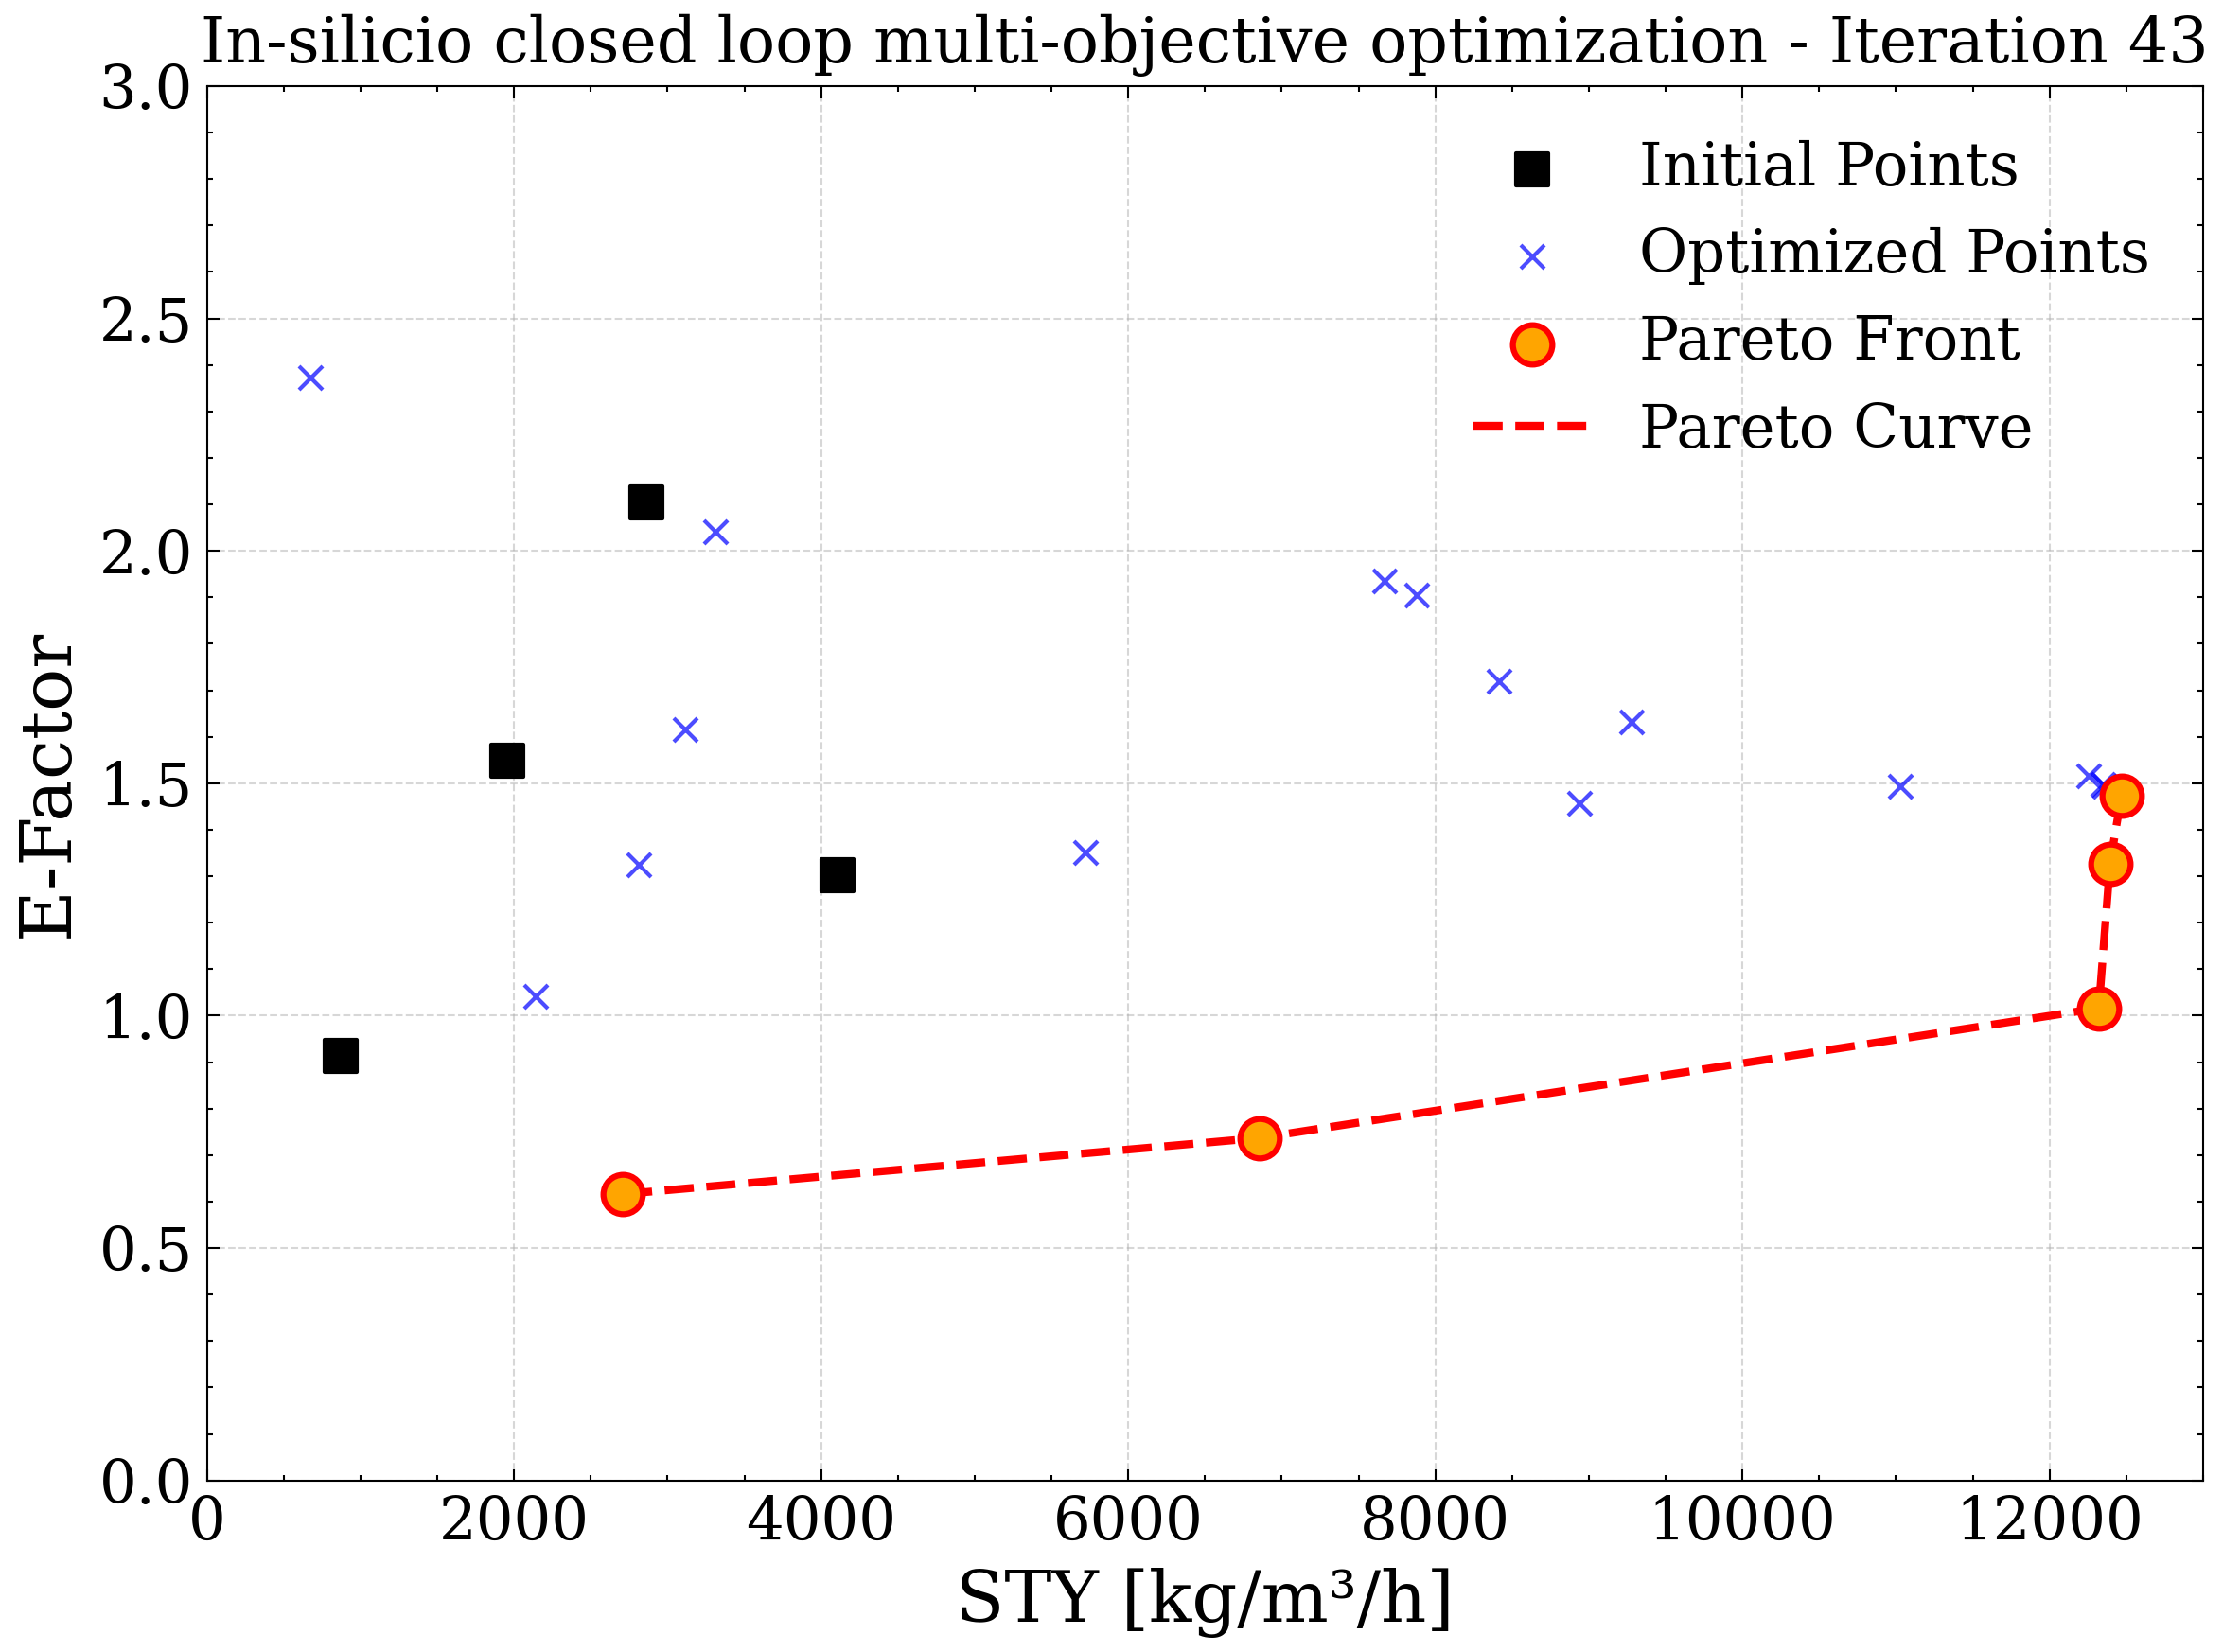 In-silicio closed loop multi-objective optimization - Iteration 43
3.0
2.5
2.0
1.5
1.0
0.5
0.0
E-Factor
Initial Points
Optimized Points
Pareto Front
Pareto Curve
0 2000 4000 6000 8000 10000 12000
STY [kg/m³/h]